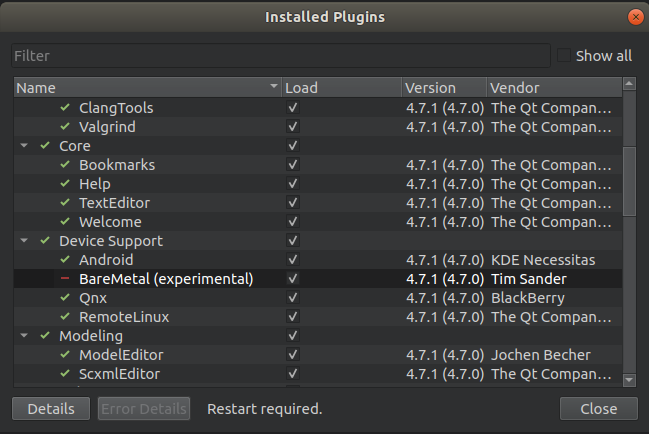 Installed Plugins
Filter
Show all
Name Load Version Vendor
ClangTools 4.7.1 (4.7.0) The Qt Compan...
Valgrind 4.7.1 (4.7.0) The Qt Compan...
Core
Bookmarks 4.7.1 (4.7.0) The Qt Compan...
Help 4.7.1 (4.7.0) The Qt Compan...
TextEditor 4.7.1 (4.7.0) The Qt Compan...
Welcome 4.7.1 (4.7.0) The Qt Compan...
Device Support
Android 4.7.1 (4.7.0) KDE Necessitas
BareMetal (experimental) 4.7.1 (4.7.0) Tim Sander
Qnx 4.7.1 (4.7.0) BlackBerry
RemoteLinux 4.7.1 (4.7.0) The Qt Compan...
Modeling
ModelEditor 4.7.1 (4.7.0) Jochen Becher
ScxmlEditor 4.7.1 (4.7.0) The Qt Compan...
Details Error Details Restart required. Close